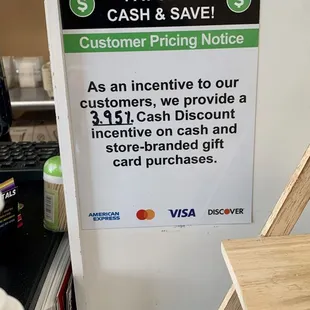 CASH & SAVE!
Customer Pricing Notice
As an incentive to our
customers, we provide a
3.95% Cash Discount
incentive on cash and
store-branded gift
card purchases.
AMERICAN
EXPRESS
VISA
DISCOVER